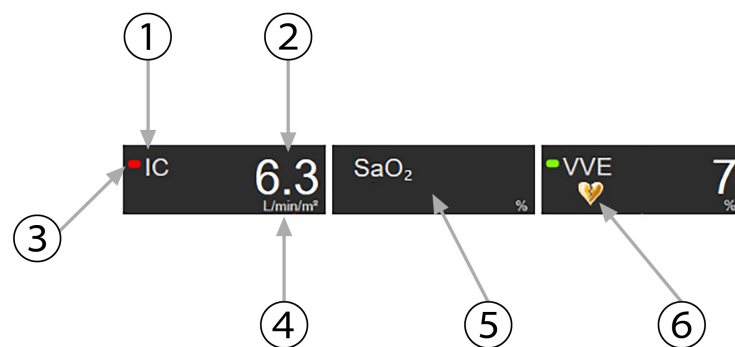 ① ②
IC 6.3 L/min/m²
SaO₂ %
VVE 7 %
③
④ ⑤ ⑥